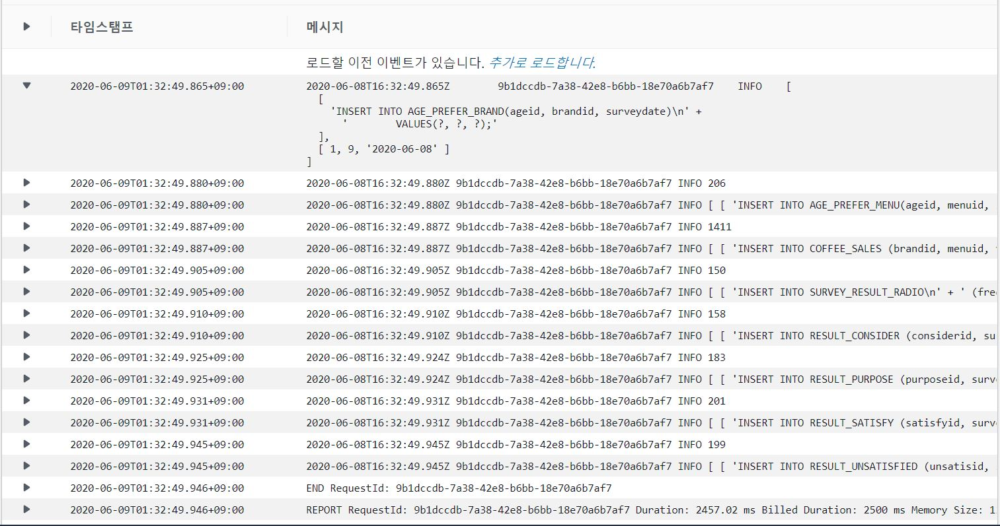 타임스탬프 메시지
로드할 이전 이벤트가 있습니다. 추가로 로드합니다.
2020-06-09T01:32:49.865+09:00 2020-06-08T16:32:49.865Z 9b1dccdb-7a38-42e8-b6bb-18e70a6b7af7 INFO [
[
'INSERT INTO AGE_PREFER_BRAND(ageid, brandid, surveydate)\n' +
' VALUES(?, ?, ?);'
],
[ 1, 9, '2020-06-08' ]
]
2020-06-09T01:32:49.880+09:00 2020-06-08T16:32:49.880Z 9b1dccdb-7a38-42e8-b6bb-18e70a6b7af7 INFO 206
2020-06-09T01:32:49.880+09:00 2020-06-08T16:32:49.880Z 9b1dccdb-7a38-42e8-b6bb-18e70a6b7af7 INFO [ [ 'INSERT INTO AGE_PREFER_MENU(ageid, menuid,
2020-06-09T01:32:49.887+09:00 2020-06-08T16:32:49.887Z 9b1dccdb-7a38-42e8-b6bb-18e70a6b7af7 INFO 1411
2020-06-09T01:32:49.887+09:00 2020-06-08T16:32:49.887Z 9b1dccdb-7a38-42e8-b6bb-18e70a6b7af7 INFO [ [ 'INSERT INTO COFFEE_SALES (brandid, menuid,
2020-06-09T01:32:49.905+09:00 2020-06-08T16:32:49.905Z 9b1dccdb-7a38-42e8-b6bb-18e70a6b7af7 INFO 150
2020-06-09T01:32:49.905+09:00 2020-06-08T16:32:49.905Z 9b1dccdb-7a38-42e8-b6bb-18e70a6b7af7 INFO [ [ 'INSERT INTO SURVEY_RESULT_RADIO\n' + ' (fre
2020-06-09T01:32:49.910+09:00 2020-06-08T16:32:49.910Z 9b1dccdb-7a38-42e8-b6bb-18e70a6b7af7 INFO 158
2020-06-09T01:32:49.910+09:00 2020-06-08T16:32:49.910Z 9b1dccdb-7a38-42e8-b6bb-18e70a6b7af7 INFO [ [ 'INSERT INTO RESULT_CONSIDER (considerid, su
2020-06-09T01:32:49.925+09:00 2020-06-08T16:32:49.924Z 9b1dccdb-7a38-42e8-b6bb-18e70a6b7af7 INFO 183
2020-06-09T01:32:49.925+09:00 2020-06-08T16:32:49.924Z 9b1dccdb-7a38-42e8-b6bb-18e70a6b7af7 INFO [ [ 'INSERT INTO RESULT_PURPOSE (purposeid, surv
2020-06-09T01:32:49.931+09:00 2020-06-08T16:32:49.931Z 9b1dccdb-7a38-42e8-b6bb-18e70a6b7af7 INFO 201
2020-06-09T01:32:49.931+09:00 2020-06-08T16:32:49.931Z 9b1dccdb-7a38-42e8-b6bb-18e70a6b7af7 INFO [ [ 'INSERT INTO RESULT_SATISFY (satisfyid, surv
2020-06-09T01:32:49.945+09:00 2020-06-08T16:32:49.945Z 9b1dccdb-7a38-42e8-b6bb-18e70a6b7af7 INFO 199
2020-06-09T01:32:49.945+09:00 2020-06-08T16:32:49.945Z 9b1dccdb-7a38-42e8-b6bb-18e70a6b7af7 INFO [ [ 'INSERT INTO RESULT_UNSATISFIED (unsatisid,
2020-06-09T01:32:49.946+09:00 END RequestId: 9b1dccdb-7a38-42e8-b6bb-18e70a6b7af7
2020-06-09T01:32:49.946+09:00 REPORT RequestId: 9b1dccdb-7a38-42e8-b6bb-18e70a6b7af7 Duration: 2457.02 ms Billed Duration: 2500 ms Memory Size: 1